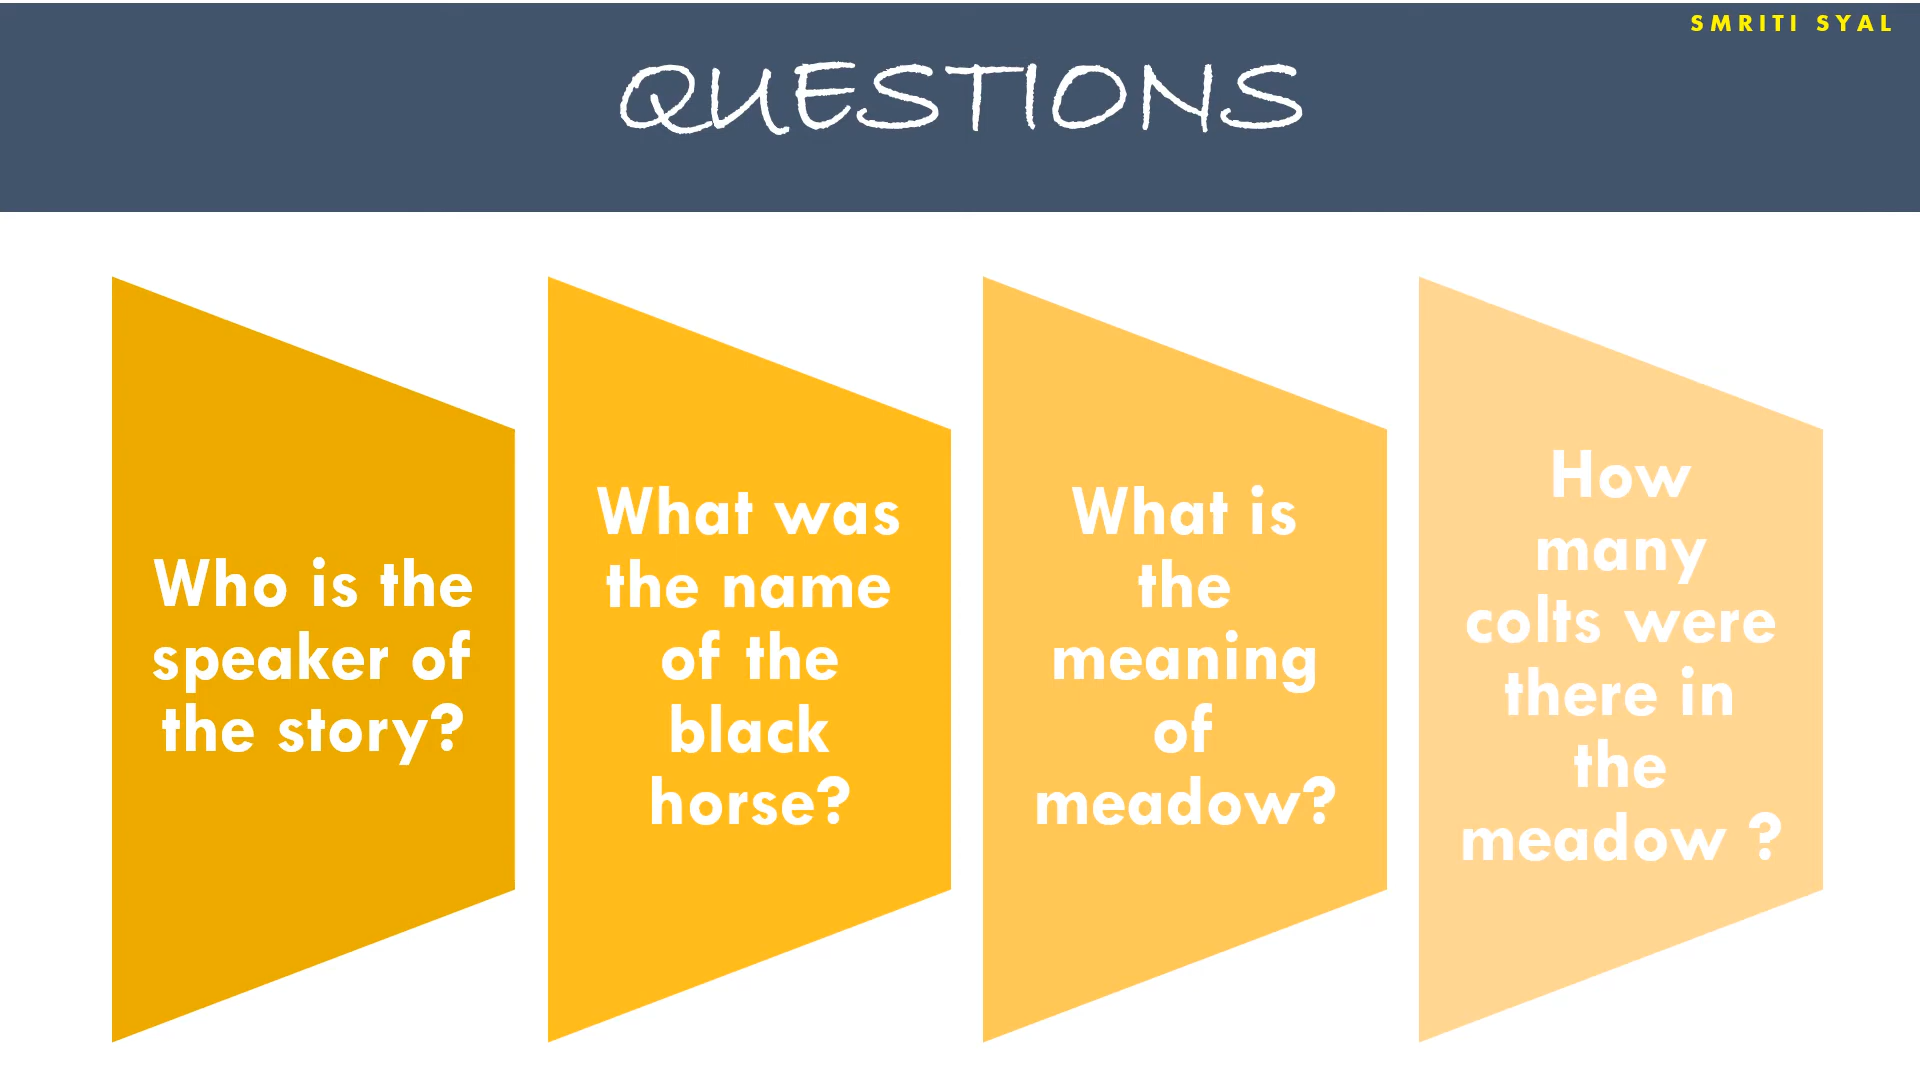 SMRITI SYAL
QUESTIONS
Who is the
speaker of
the story?
What was
the name
of the
black
horse?
What is
the
meaning
of
meadow?
How
many
colts were
there in
the
meadow ?